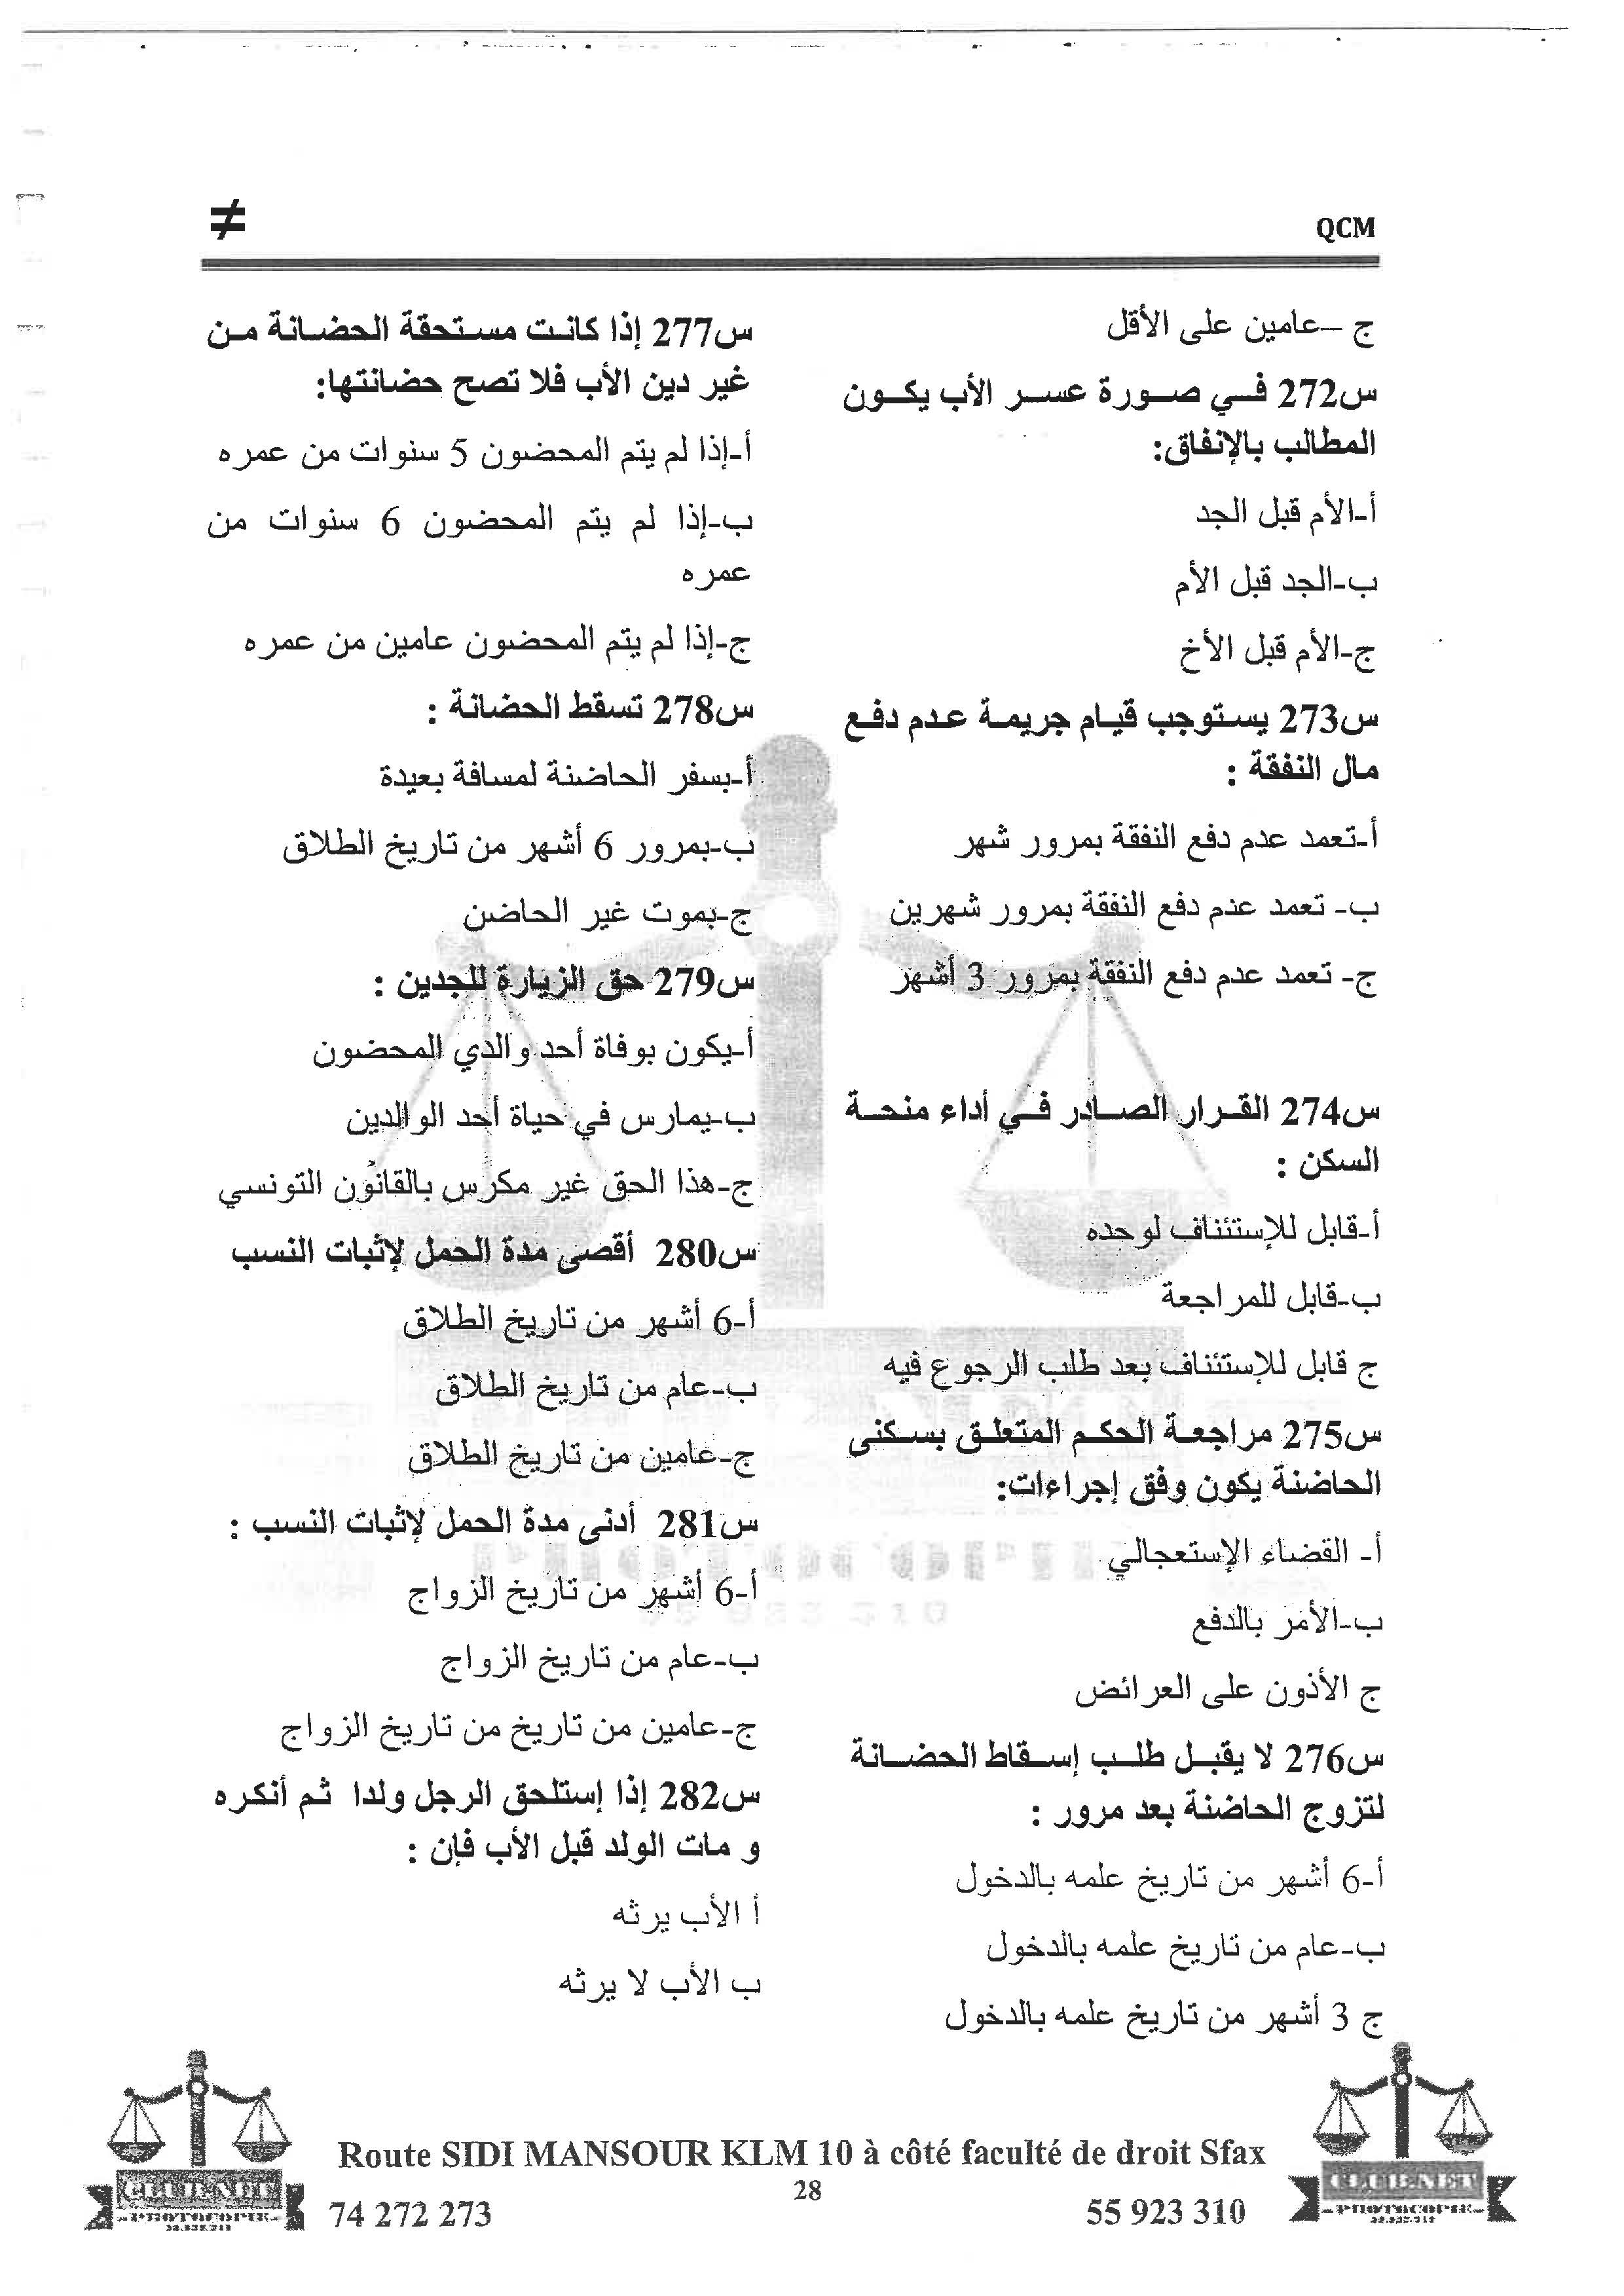 QCM
≠
ج –عامين على الأقل
س272 في صورة عسر الأب يكون
المطالب بالإنفاق:
أ-الأم قبل الجد
ب-الجد قبل الأم
ج-الأم قبل الأخ
س273 يستوجب قيام جريمة عدم دفع
مال النفقة :
أ-تعمد عدم دفع النفقة بمرور شهر
ب- تعمد عدم دفع النفقة بمرور شهرين
ج- تعمد عدم دفع النفقة بمرور 3 أشهر
س274 القرار الصادر في أداء منحة
السكن :
أ-قابل للإستئناف لوحده
ب-قابل للمراجعة
ج قابل للإستئناف بعد طلب الرجوع فيه
س275 مراجعة الحكم المتعلق بسكنى
الحاضنة يكون وفق إجراءات:
أ- القضاء الإستعجالي
ب-الأمر بالدفع
ج الأذون على العرائض
س276 لا يقبل طلب إسقاط الحضانة
لتزوج الحاضنة بعد مرور :
أ-6 أشهر من تاريخ علمه بالدخول
ب-عام من تاريخ علمه بالدخول
ج 3 أشهر من تاريخ علمه بالدخول
س277 إذا كانت مستحقة الحضانة من
غير دين الأب فلا تصح حضانتها:
أ-إذا لم يتم المحضون 5 سنوات من عمره
ب-إذا لم يتم المحضون 6 سنوات من
عمره
ج-إذا لم يتم المحضون عامين من عمره
س278 تسقط الحضانة :
أ-بسفر الحاضنة لمسافة بعيدة
ب-بمرور 6 أشهر من تاريخ الطلاق
ج-بموت غير الحاضن
س279 حق الزيارة للجدين :
أ-يكون بوفاة أحد والدي المحضون
ب-يمارس في حياة أحد الوالدين
ج-هذا الحق غير مكرس بالقانون التونسي
س280 أقصى مدة الحمل لإثبات النسب
أ-6 أشهر من تاريخ الطلاق
ب-عام من تاريخ الطلاق
ج-عامين من تاريخ الطلاق
س281 أدنى مدة الحمل لإثبات النسب :
أ-6 أشهر من تاريخ الزواج
ب-عام من تاريخ الزواج
ج-عامين من تاريخ من تاريخ الزواج
س282 إذا إستلحق الرجل ولدا ثم أنكره
و مات الولد قبل الأب فإن :
أ الأب يرثه
ب الأب لا يرثه
Route SIDI MANSOUR KLM 10 à côté faculté de droit Sfax
28
74 272 273
55 923 310
CLUB.NET
PHOTOCOPIE
CLUB.NET
PHOTOCOPIE